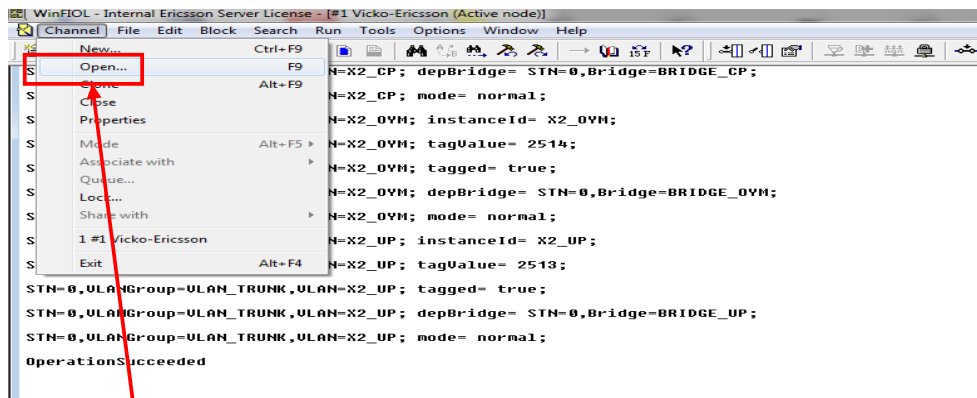 WinFIOL - Internal Ericsson Server License - [#1 Vicko-Ericsson (Active node)]
Channel File Edit Block Search Run Tools Options Window Help
New... Ctrl+F9
Open... F9
Clone Alt+F9
Close
Properties
Mode Alt+F5
Associate with
Queue...
Lock...
Share with
1 #1 Vicko-Ericsson
Exit Alt+F4
S N=X2_CP; depBridge= STN=0,Bridge=BRIDGE_CP;
S N=X2_CP; mode= normal;
S N=X2_OYM; instanceId= X2_OYM;
S N=X2_OYM; tagValue= 2514;
S N=X2_OYM; tagged= true;
S N=X2_OYM; depBridge= STN=0,Bridge=BRIDGE_OYM;
S N=X2_OYM; mode= normal;
S N=X2_UP; instanceId= X2_UP;
S N=X2_UP; tagValue= 2513;
STN=0,VLANGroup=VLAN_TRUNK,VLAN=X2_UP; tagged= true;
STN=0,VLANGroup=VLAN_TRUNK,VLAN=X2_UP; depBridge= STN=0,Bridge=BRIDGE_UP;
STN=0,VLANGroup=VLAN_TRUNK,VLAN=X2_UP; mode= normal;
OperationSucceeded